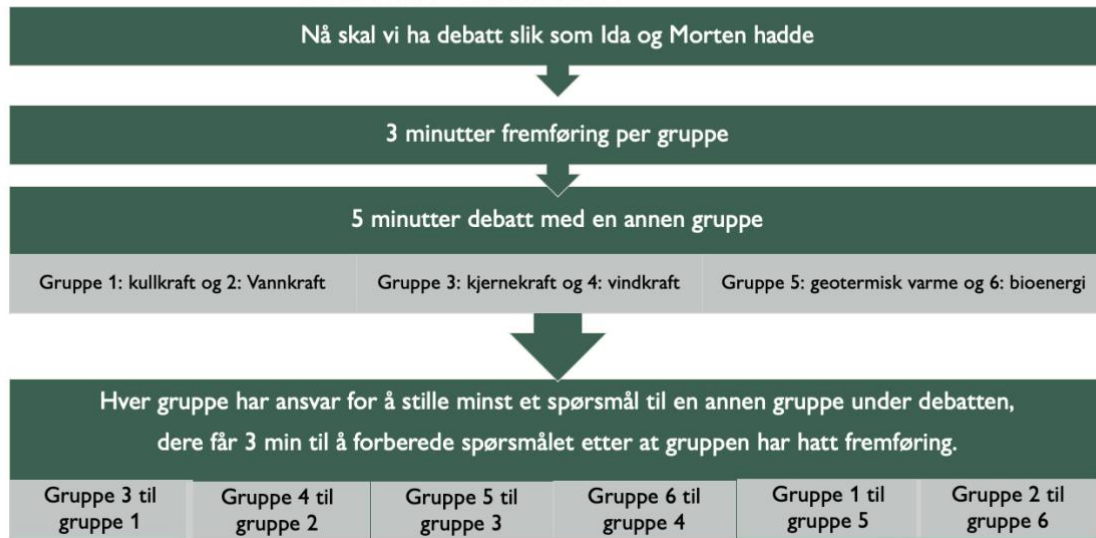 Nå skal vi ha debatt slik som Ida og Morten hadde
3 minutter fremføring per gruppe
5 minutter debatt med en annen gruppe
Gruppe 1: kullkraft og 2: Vannkraft
Gruppe 3: kjernekraft og 4: vindkraft
Gruppe 5: geotermisk varme og 6: bioenergi
Hver gruppe har ansvar for å stille minst et spørsmål til en annen gruppe under debatten,
dere får 3 min til å forberede spørsmålet etter at gruppen har hatt fremføring.
Gruppe 3 til
gruppe 1
Gruppe 4 til
gruppe 2
Gruppe 5 til
gruppe 3
Gruppe 6 til
gruppe 4
Gruppe 1 til
gruppe 5
Gruppe 2 til
gruppe 6